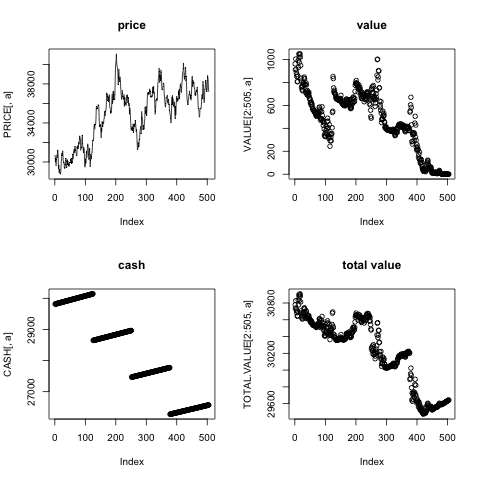 price
PRICE[, a]
30000 34000 38000
0 100 200 300 400 500
Index
value
VALUE[2:505, a]
0 200 600 1000
0 100 200 300 400 500
Index
cash
CASH[, a]
27000 29000
0 100 200 300 400 500
Index
total value
TOTAL.VALUE[2:505, a]
29600 30200 30800
0 100 200 300 400 500
Index